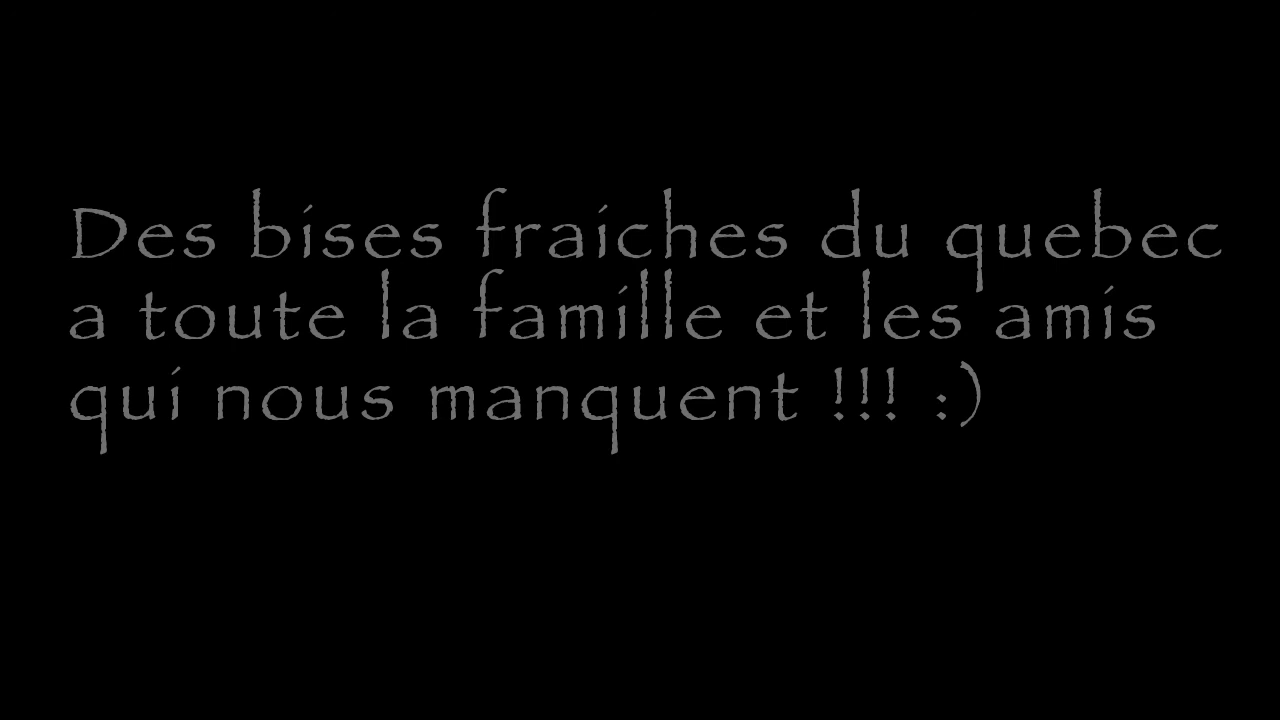 Des bises fraiches du quebec
a toute la famille et les amis
qui nous manquent !!! :)